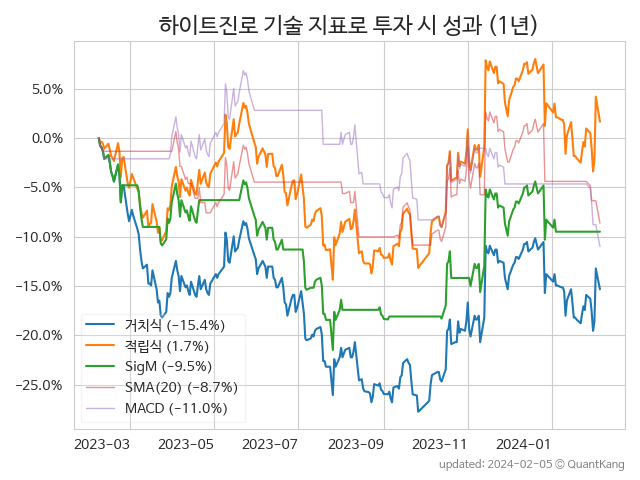 하이트진로 기술 지표로 투자 시 성과 (1년)
5.0%
0.0%
−5.0%
−10.0%
−15.0%
−20.0%
−25.0%
거치식 (−15.4%)
적립식 (1.7%)
SigM (−9.5%)
SMA(20) (−8.7%)
MACD (−11.0%)
2023-03 2023-05 2023-07 2023-09 2023-11 2024-01
updated: 2024-02-05 © QuantKang